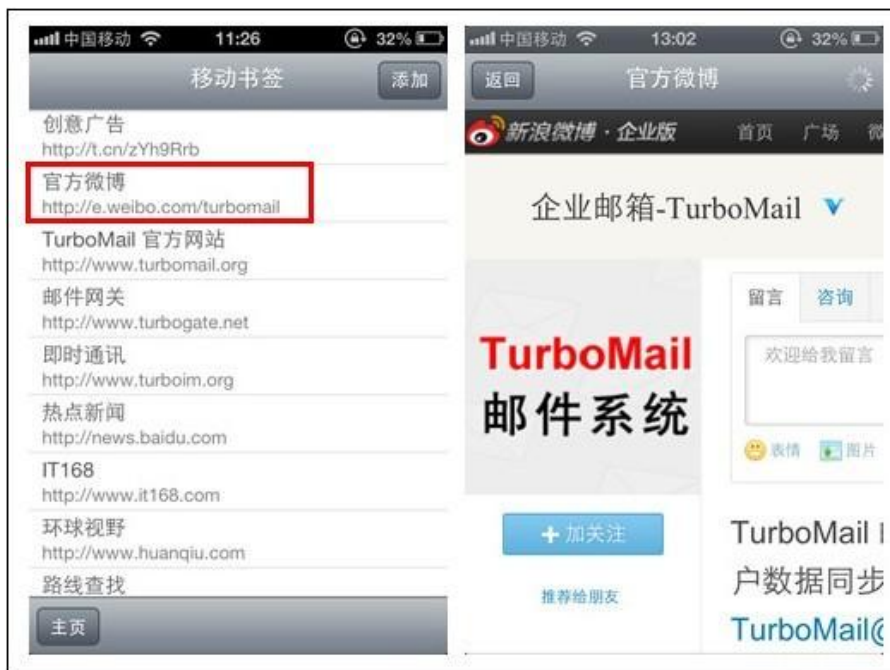 中国移动 11:26 32%
移动书签 添加
创意广告
http://t.cn/zYh9Rrb
官方微博
http://e.weibo.com/turbomail
TurboMail 官方网站
http://www.turbomail.org
邮件网关
http://www.turbogate.net
即时通讯
http://www.turboim.org
热点新闻
http://news.baidu.com
IT168
http://www.it168.com
环球视野
http://www.huanqiu.com
路线查找
主页
中国移动 13:02 32%
返回 官方微博
新浪微博·企业版 首页 广场 微
企业邮箱-TurboMail
留言 咨询
欢迎给我留言
表情 图片
TurboMail
邮件系统
加关注
推荐给朋友
TurboMail
户数据同步
TurboMail@